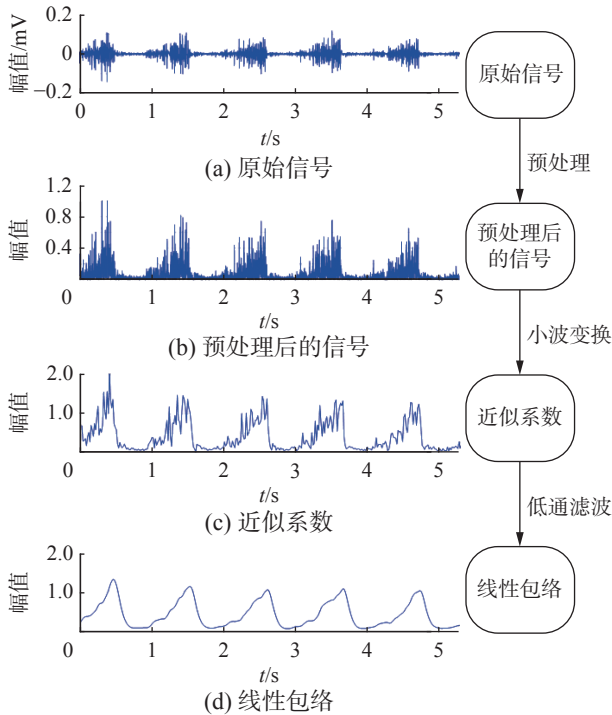 幅值/mV
0.2
0
−0.2
0 1 2 3 4 5
t/s
(a) 原始信号
原始信号
预处理
幅值
1.2
0.8
0.4
0 1 2 3 4 5
t/s
(b) 预处理后的信号
预处理后
的信号
小波变换
幅值
2.0
1.0
0 1 2 3 4 5
t/s
(c) 近似系数
近似系数
低通滤波
幅值
2.0
1.0
0 1 2 3 4 5
t/s
(d) 线性包络
线性包络